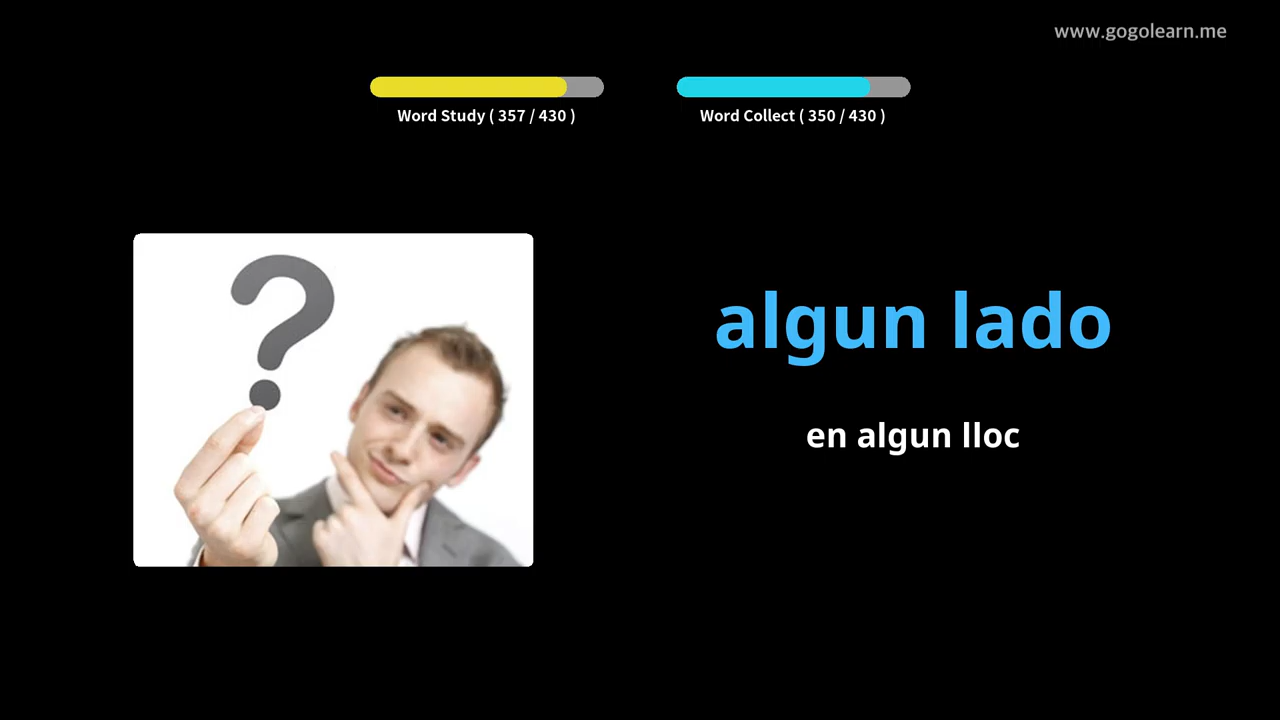 www.gogolearn.me
Word Study ( 357 / 430 )
Word Collect ( 350 / 430 )
algun lado
en algun lloc